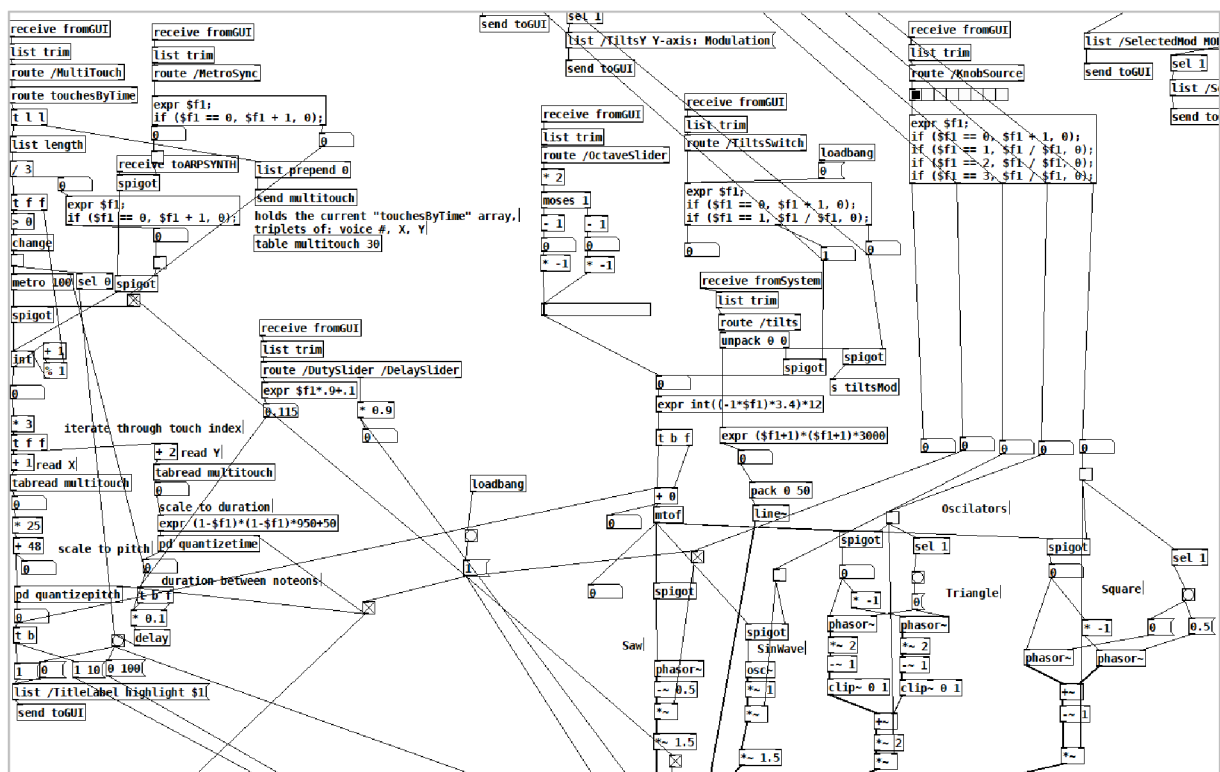 receive fromGUI
list trim
route /MultiTouch
route touchesByTime
t l l
list length
/ 3
0
t f f
> 0
change
metro 100
sel 0
spigot
spigot
int
+ 1
% 1
0
* 3
iterate through touch index
t f f
+ 1
read X
tabread multitouch
0
* 25
+ 48
scale to pitch
0
pd quantizepitch
0
t b
1
0
1 10
0 100
list /TitleLabel highlight $1
send toGUI
receive fromGUI
list trim
route /MetroSync
expr $f1;
if ($f1 == 0, $f1 + 1, 0);
0
0
receive toARPSYNTH
spigot
expr $f1;
if ($f1 == 0, $f1 + 1, 0);
0
list prepend 0
send multitouch
holds the current "touchesByTime" array,
triplets of: voice #, X, Y
table multitouch 30
+ 2
read Y
tabread multitouch
0
scale to duration
expr (1-$f1)*(1-$f1)*950+50
pd quantizetime
0
duration between noteons
t b f
* 0.1
delay
receive fromGUI
list trim
route /DutySlider /DelaySlider
expr $f1*.9+.1
0.115
* 0.9
0
loadbang
1
send toGUI
sel 1
list /TiltsY Y-axis: Modulation
send toGUI
receive fromGUI
list trim
route /OctaveSlider
* 2
moses 1
- 1
- 1
0
0
* -1
* -1
0
expr int((-1*$f1)*3.4)*12
t b f
+ 0
0
mtof
0
spigot
Saw
phasor~
-~ 0.5
*~
*~ 1.5
receive fromGUI
list trim
route /TiltsSwitch
loadbang
0
expr $f1;
if ($f1 == 0, $f1 + 1, 0);
if ($f1 == 1, $f1 / $f1, 0);
0
1
0
receive fromSystem
list trim
route /tilts
unpack 0 0
spigot
spigot
s tiltsMod
expr ($f1+1)*($f1+1)*3000
0
pack 0 50
line~
spigot
SinWave
osc~
*~ 1
*~
*~ 1.5
receive fromGUI
list trim
route /KnobSource
expr $f1;
if ($f1 == 0, $f1 + 1, 0);
if ($f1 == 1, $f1 / $f1, 0);
if ($f1 == 2, $f1 / $f1, 0);
if ($f1 == 3, $f1 / $f1, 0);
0
0
0
0
0
Oscilators
spigot
sel 1
0
* -1
0
Triangle
phasor~
phasor~
*~ 2
*~ 2
-~ 1
-~ 1
clip~ 0 1
clip~ 0 1
+~
*~ 2
*~
spigot
0
sel 1
Square
* -1
0
0.5
phasor~
phasor~
+~
-~ 1
*~
list /SelectedMod
send toGUI
sel 1